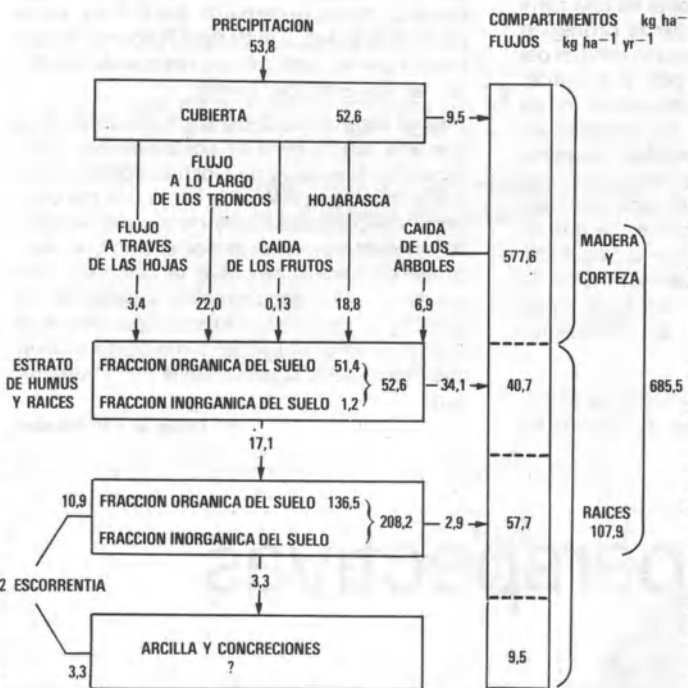 COMPARTIMENTOS kg ha−
FLUJOS kg ha−1 yr−1
PRECIPITACION
53,8
CUBIERTA 52,6
9,5
FLUJO
A LO LARGO
DE LOS TRONCOS
HOJARASCA
FLUJO
A TRAVES
DE LAS HOJAS
CAIDA
DE LOS FRUTOS
CAIDA
DE LOS
ARBOLES
577,6
MADERA
Y
CORTEZA
3,4 22,0 0,13 18,8 6,9
ESTRATO
DE HUMUS
Y RAICES
FRACCION ORGANICA DEL SUELO 51,4
52,6
FRACCION INORGANICA DEL SUELO 1,2
34,1
40,7
685,5
17,1
10,9
FRACCION ORGANICA DEL SUELO 136,5
208,2
FRACCION INORGANICA DEL SUELO
2,9
57,7
RAICES
107,9
2 ESCORRENTIA
3,3
ARCILLA Y CONCRECIONES
?
3,3
9,5